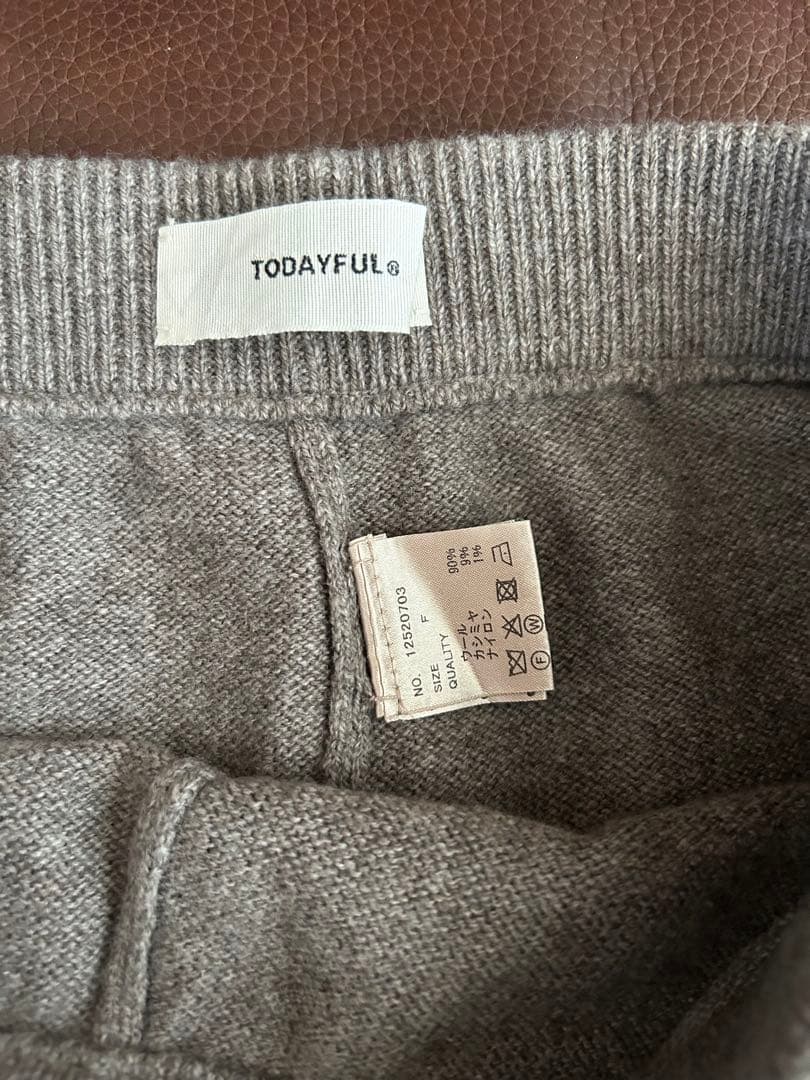 TODAYFUL®
NO. 12520703
SIZE F
QUALITY
ウール 90%
カシミヤ 9%
ナイロン 1%
F W